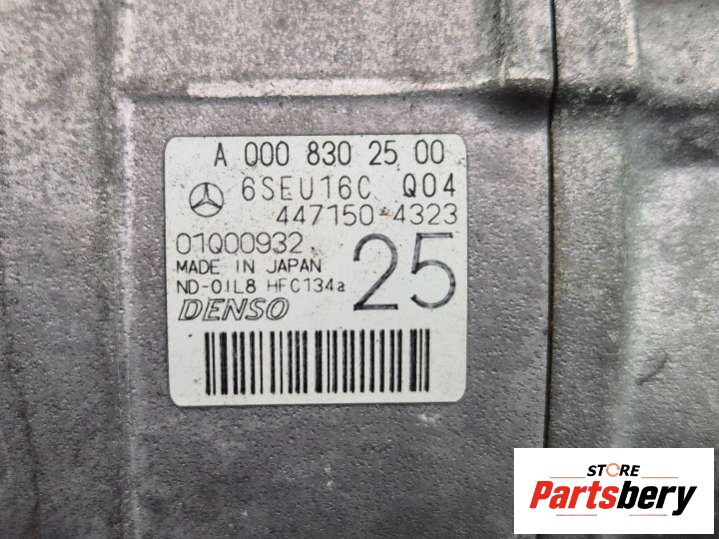 A 000 830 25 00
6SEU16C Q04
447150-4323
01Q00932
MADE IN JAPAN
ND-OIL8 HFC134a
25
DENSO
STORE
Partsbery